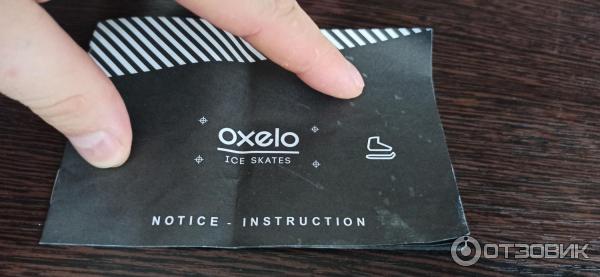 oxelo
ICE SKATES
NOTICE - INSTRUCTION
ОТЗОВИК